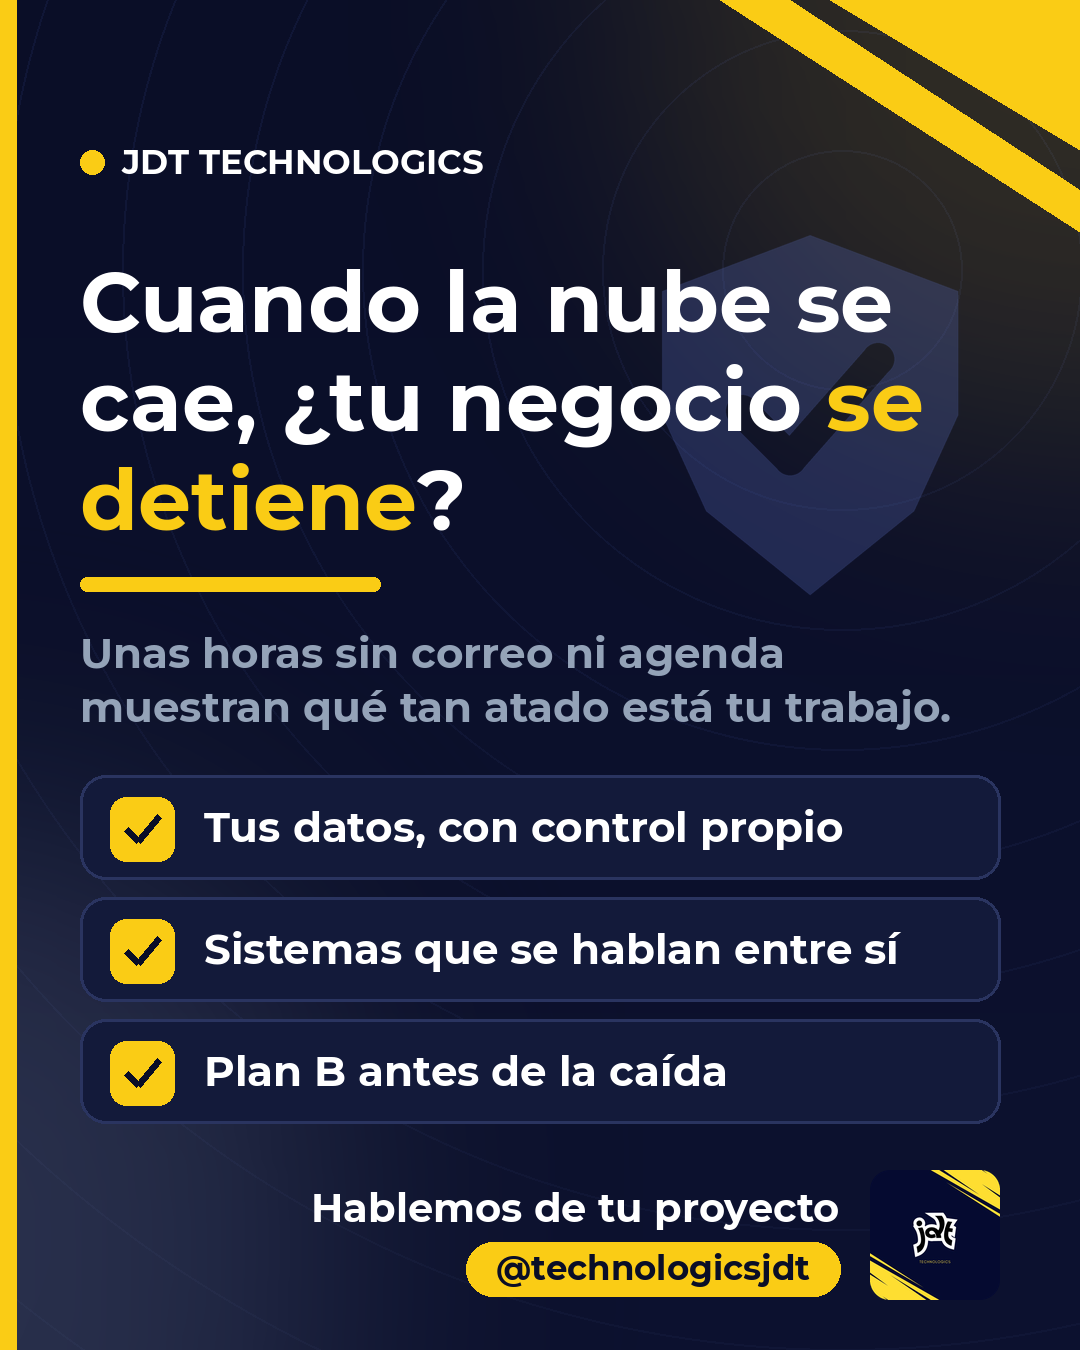 JDT TECHNOLOGICS
Cuando la nube se
cae, ¿tu negocio se
detiene?
Unas horas sin correo ni agenda
muestran qué tan atado está tu trabajo.
Tus datos, con control propio
Sistemas que se hablan entre sí
Plan B antes de la caída
Hablemos de tu proyecto
@technologicsjdt
jdt
TECHNOLOGICS